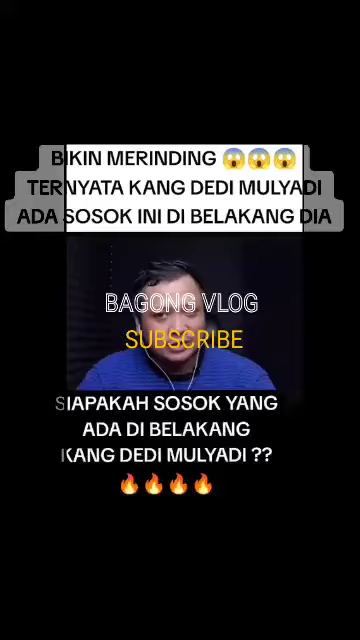 BIKIN MERINDING 😱😱😱
TERNYATA KANG DEDI MULYADI
ADA SOSOK INI DI BELAKANG DIA
BAGONG VLOG
SUBSCRIBE
SIAPAKAH SOSOK YANG
ADA DI BELAKANG
KANG DEDI MULYADI ??
🔥🔥🔥🔥